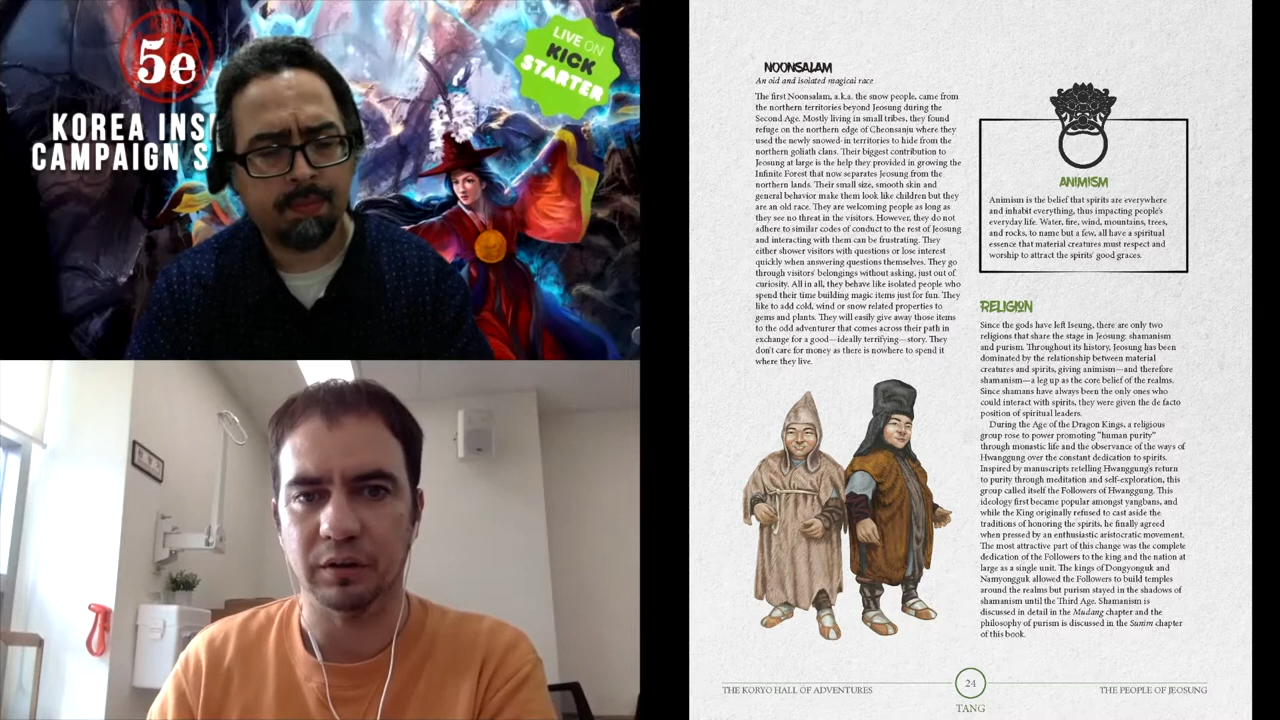 5e
KOREA INS
CAMPAIGN S
LIVE ON
KICK
STARTER
NOONSALAM
An old and isolated magical race
The first Noonsalam, a.k.a. the snow people, came from
the northern territories beyond Jeosung during the
Second Age. Mostly living in small tribes, they found
refuge on the northern edge of Cheonsanju where they
used the newly snowed-in territories to hide from the
northern goliath clans. Their biggest contribution to
Jeosung at large is the help they provided in growing the
Infinite Forest that now separates Jeosung from the
northern lands. Their small size, smooth skin and
general behavior make them look like children but they
are an old race. They are welcoming people as long as
they see no threat in the visitors. However, they do not
adhere to similar codes of conduct to the rest of Jeosung
and interacting with them can be frustrating. They
either shower visitors with questions or lose interest
quickly when answering questions themselves. They go
through visitors' belongings without asking, just out of
curiosity. All in all, they behave like isolated people who
spend their time building magic items just for fun. They
like to add cold, wind or snow related properties to
gems and plants. They will easily give away those items
to the odd adventurer that comes across their path in
exchange for a good—ideally terrifying—story. They
don't care for money as there is nowhere to spend it
where they live.
ANIMISM
Animism is the belief that spirits are everywhere
and inhabit everything, thus impacting people's
everyday life. Water, fire, wind, mountains, trees,
and rocks, to name but a few, all have a spiritual
essence that material creatures must respect and
worship to attract the spirits' good graces.
RELIGION
Since the gods have left Iseung, there are only two
religions that share the stage in Jeosung: shamanism
and purism. Throughout its history, Jeosung has been
dominated by the relationship between material
creatures and spirits, giving animism—and therefore
shamanism—a leg up as the core belief of the realms.
Since shamans have always been the only ones who
could interact with spirits, they were given the de facto
position of spiritual leaders.
During the Age of the Dragon Kings, a religious
group rose to power promoting "human purity"
through monastic life and the observance of the ways of
Hwanggung over the constant dedication to spirits.
Inspired by manuscripts retelling Hwanggung's return
to purity through meditation and self-exploration, this
group called itself the Followers of Hwanggung. This
ideology first became popular amongst yangbans, and
while the King originally refused to cast aside the
traditions of honoring the spirits, he finally agreed
when pressed by an enthusiastic aristocratic movement.
The most attractive part of this change was the complete
dedication of the Followers to the king and the nation at
large as a single unit. The kings of Dongyonguk and
Namyongguk allowed the Followers to build temples
around the realms but purism stayed in the shadows of
shamanism until the Third Age. Shamanism is
discussed in detail in the Mudang chapter and the
philosophy of purism is discussed in the Sunim chapter
of this book.
THE KORYO HALL OF ADVENTURES
24
THE PEOPLE OF JEOSUNG
TANG